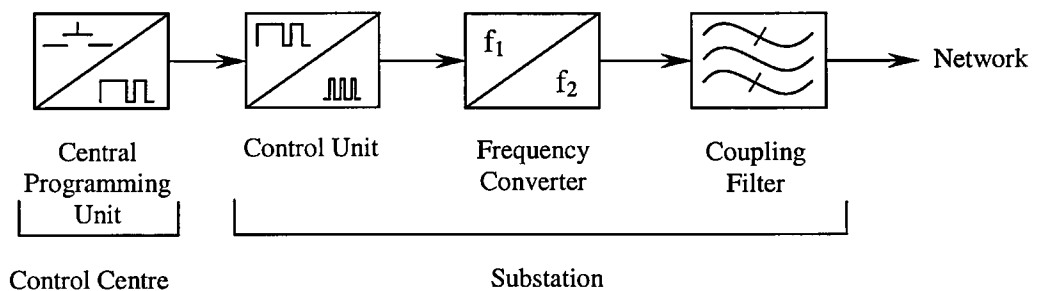 f₁
f₂
Network
Central
Programming
Unit
Control Unit
Frequency
Converter
Coupling
Filter
Control Centre
Substation